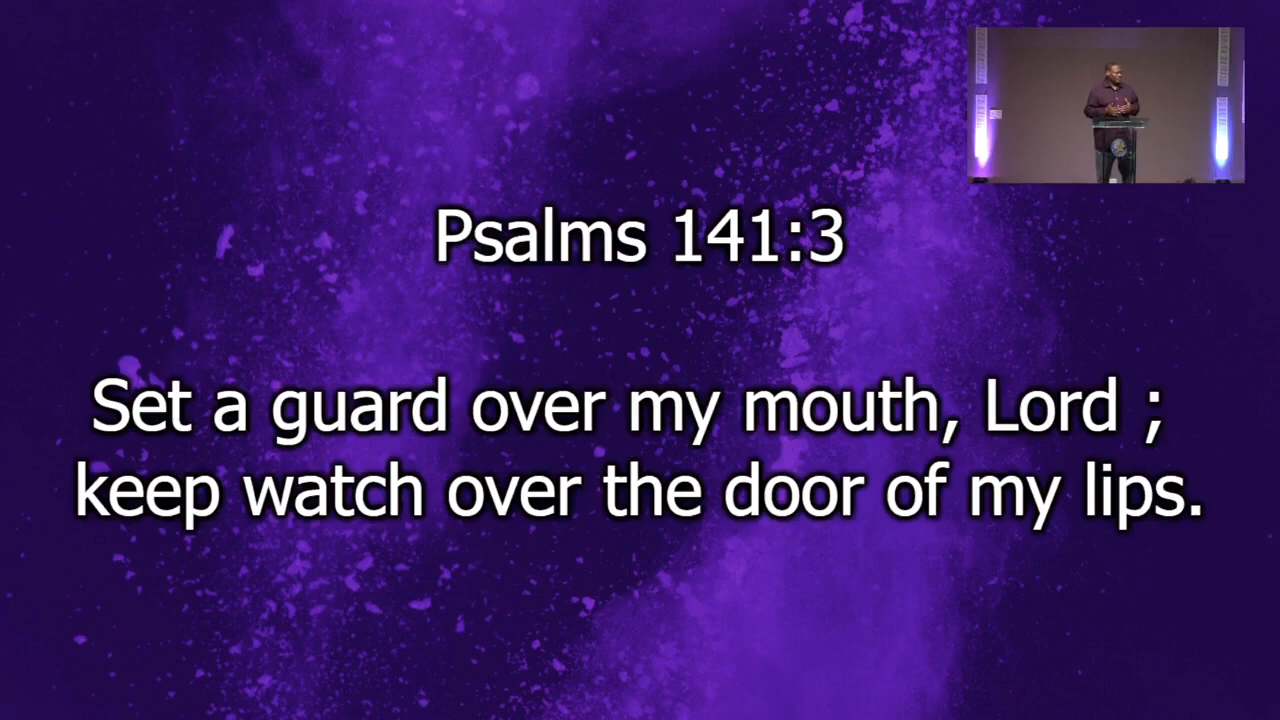 Psalms 141:3
Set a guard over my mouth, Lord ;
keep watch over the door of my lips.